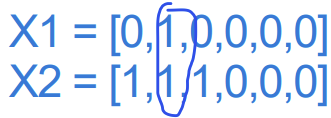 X1 = [0,1,0,0,0,0]
X2 = [1,1,1,0,0,0]